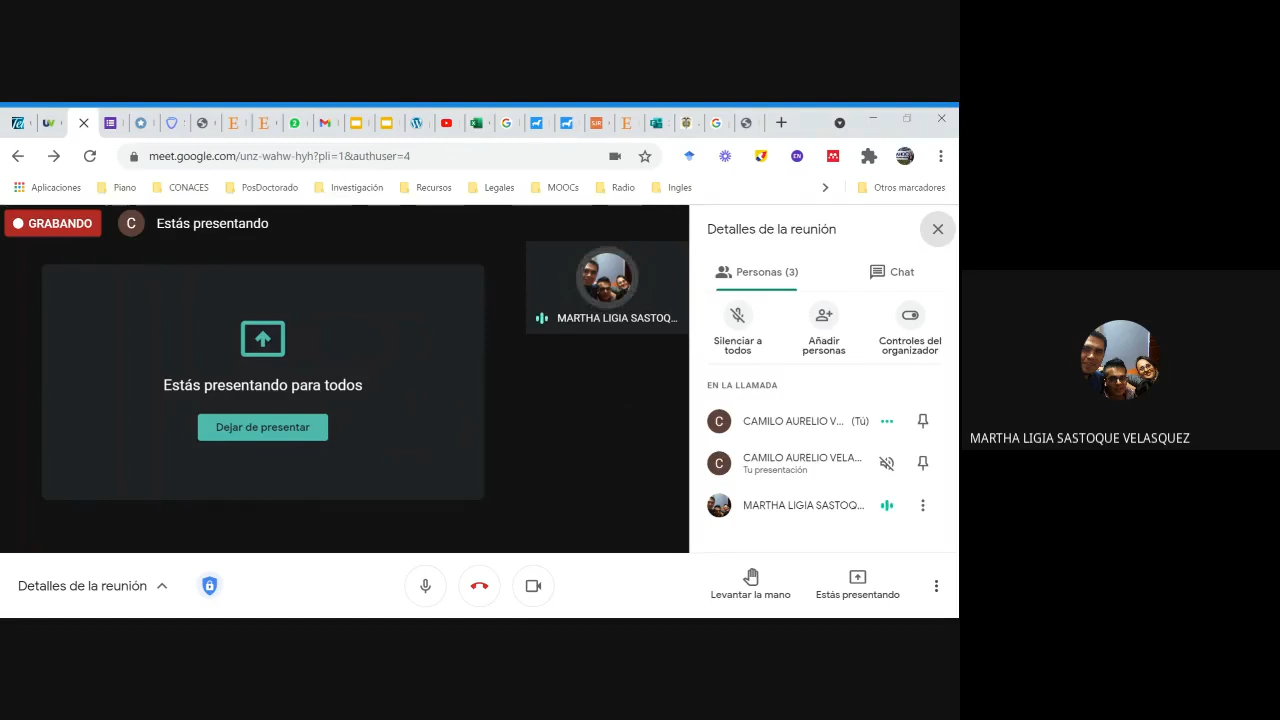 meet.google.com/unz-wahw-hyh?pli=1&authuser=4
Aplicaciones Piano CONACES PosDoctorado Investigación Recursos Legales MOOCs Radio Ingles Otros marcadores
GRABANDO C Estás presentando
MARTHA LIGIA SASTOQ...
Estás presentando para todos
Dejar de presentar
Detalles de la reunión
Personas (3) Chat
Silenciar a todos
Añadir personas
Controles del organizador
EN LA LLAMADA
C CAMILO AURELIO V... (Tú)
C CAMILO AURELIO VELA...
Tu presentación
MARTHA LIGIA SASTOQ...
Detalles de la reunión
Levantar la mano
Estás presentando
MARTHA LIGIA SASTOQUE VELASQUEZ